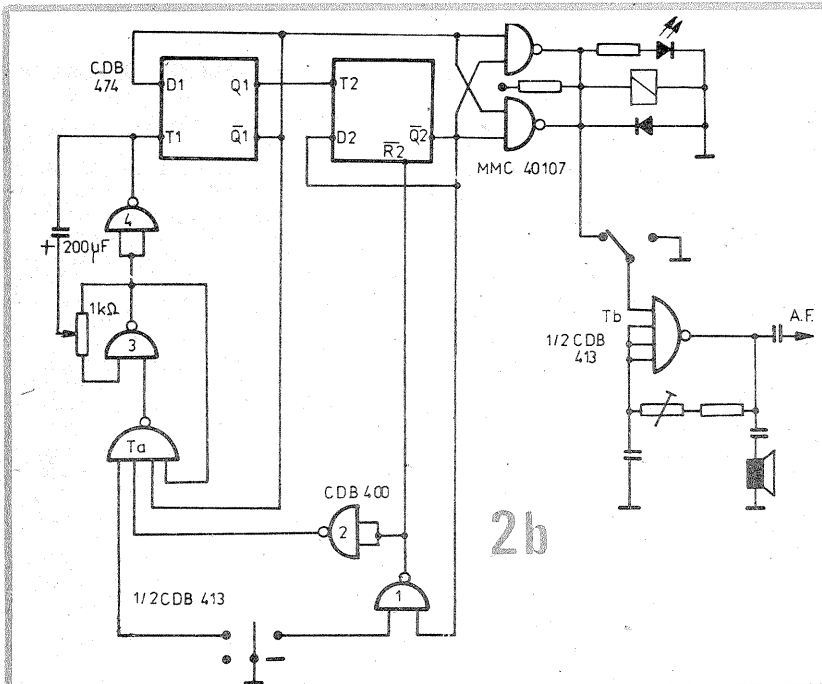 CDB
474
D1
Q1
T1
Q̅1
T2
D2
Q̅2
R̅2
MMC 40107
4
+ 200µF
1kΩ
3
Ta
Tb
1/2 CDB
413
A.F.
CDB 400
2
2b
1
1/2 CDB 413